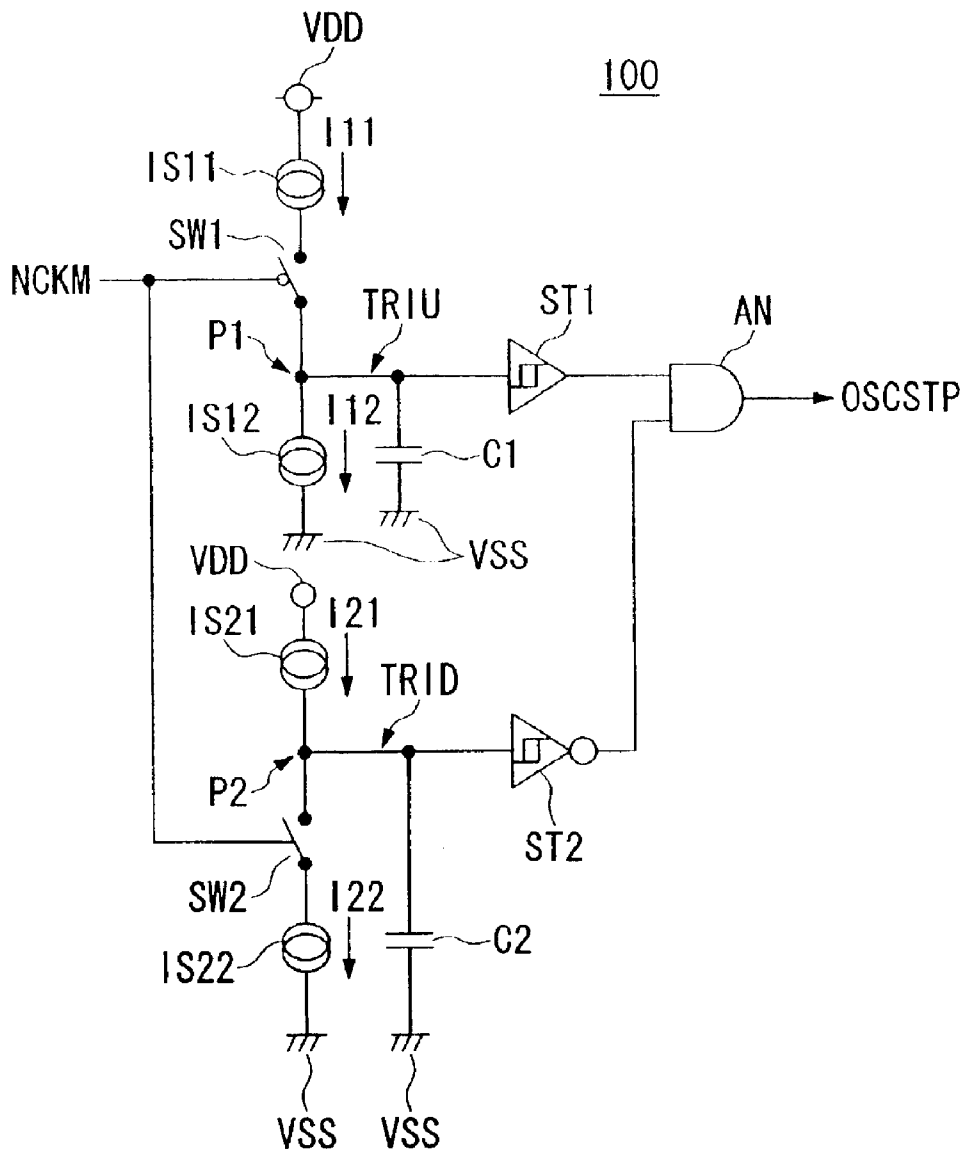 VDD
100
I11
IS11
SW1
NCKM
TRIU
ST1
AN
P1
OSCSTP
IS12
I12
C1
VSS
VDD
IS21
I21
TRID
P2
ST2
SW2
I22
C2
IS22
VSS
VSS